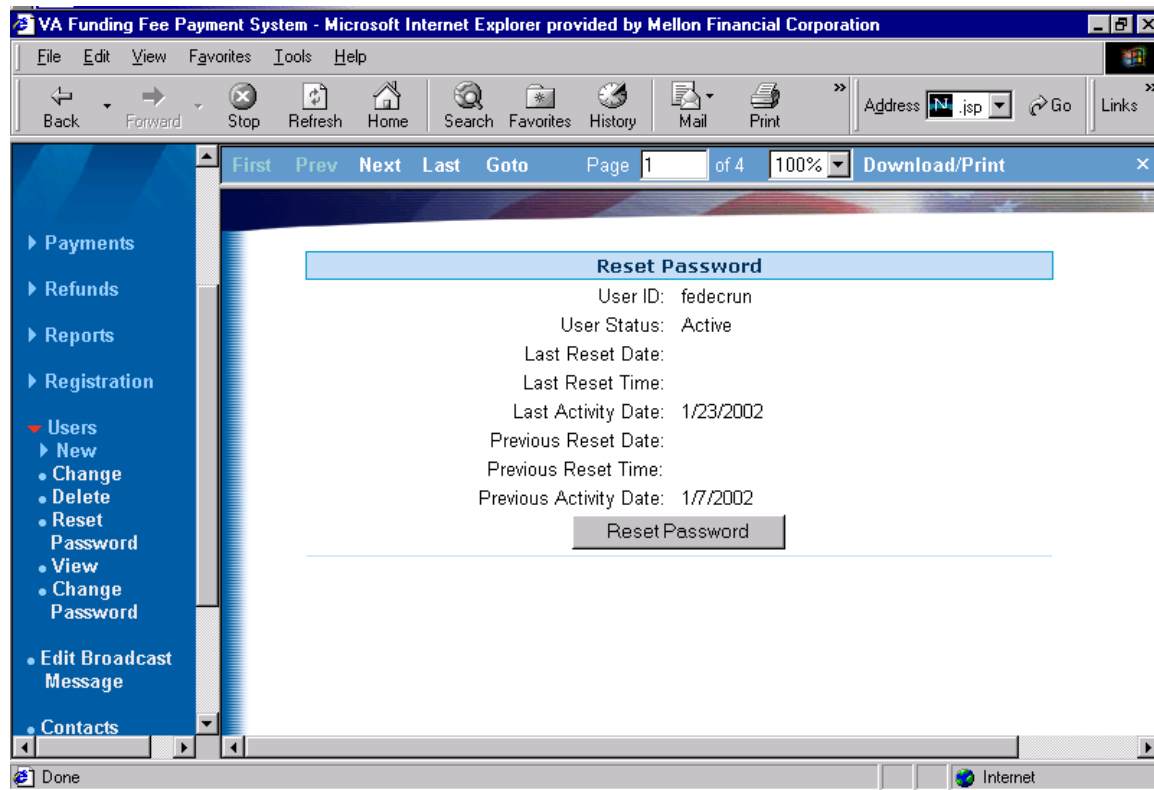 VA Funding Fee Payment System - Microsoft Internet Explorer provided by Mellon Financial Corporation
File Edit View Favorites Tools Help
Back Forward Stop Refresh Home Search Favorites History Mail Print » Address N .jsp Go Links »
First Prev Next Last Goto Page 1 of 4 100% Download/Print ×
Payments
Refunds
Reports
Registration
Users
New
Change
Delete
Reset
Password
View
Change
Password
Edit Broadcast
Message
Contacts
Reset Password
User ID: fedecrun
User Status: Active
Last Reset Date:
Last Reset Time:
Last Activity Date: 1/23/2002
Previous Reset Date:
Previous Reset Time:
Previous Activity Date: 1/7/2002
Reset Password
Done Internet